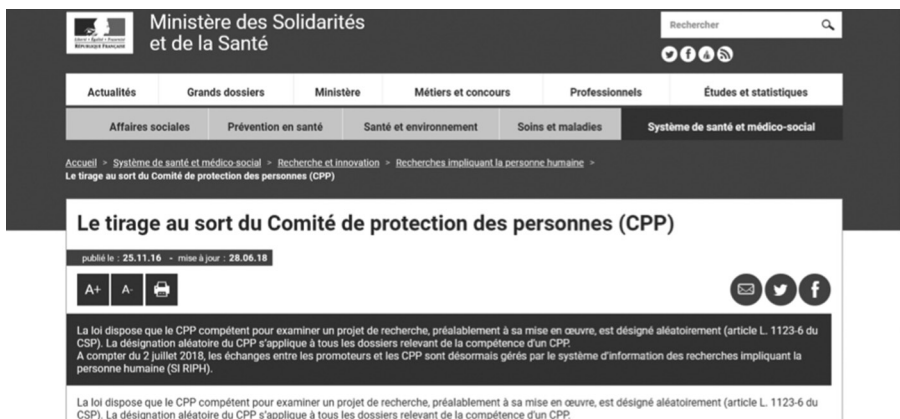 Ministère des Solidarités
et de la Santé
RÉPUBLIQUE FRANÇAISE
Rechercher
Actualités Grands dossiers Ministère Métiers et concours Professionnels Études et statistiques
Affaires sociales Prévention en santé Santé et environnement Soins et maladies Système de santé et médico-social
Accueil > Système de santé et médico-social > Recherche et innovation > Recherches impliquant la personne humaine >
Le tirage au sort du Comité de protection des personnes (CPP)
Le tirage au sort du Comité de protection des personnes (CPP)
publié le : 25.11.16 - mise à jour : 28.06.18
A+ A-
La loi dispose que le CPP compétent pour examiner un projet de recherche, préalablement à sa mise en œuvre, est désigné aléatoirement (article L. 1123-6 du
CSP). La désignation aléatoire du CPP s'applique à tous les dossiers relevant de la compétence d'un CPP.
A compter du 2 juillet 2018, les échanges entre les promoteurs et les CPP sont désormais gérés par le système d'information des recherches impliquant la
personne humaine (SI RIPH).
La loi dispose que le CPP compétent pour examiner un projet de recherche, préalablement à sa mise en œuvre, est désigné aléatoirement (article L. 1123-6 du
CSP). La désignation aléatoire du CPP s'applique à tous les dossiers relevant de la compétence d'un CPP.